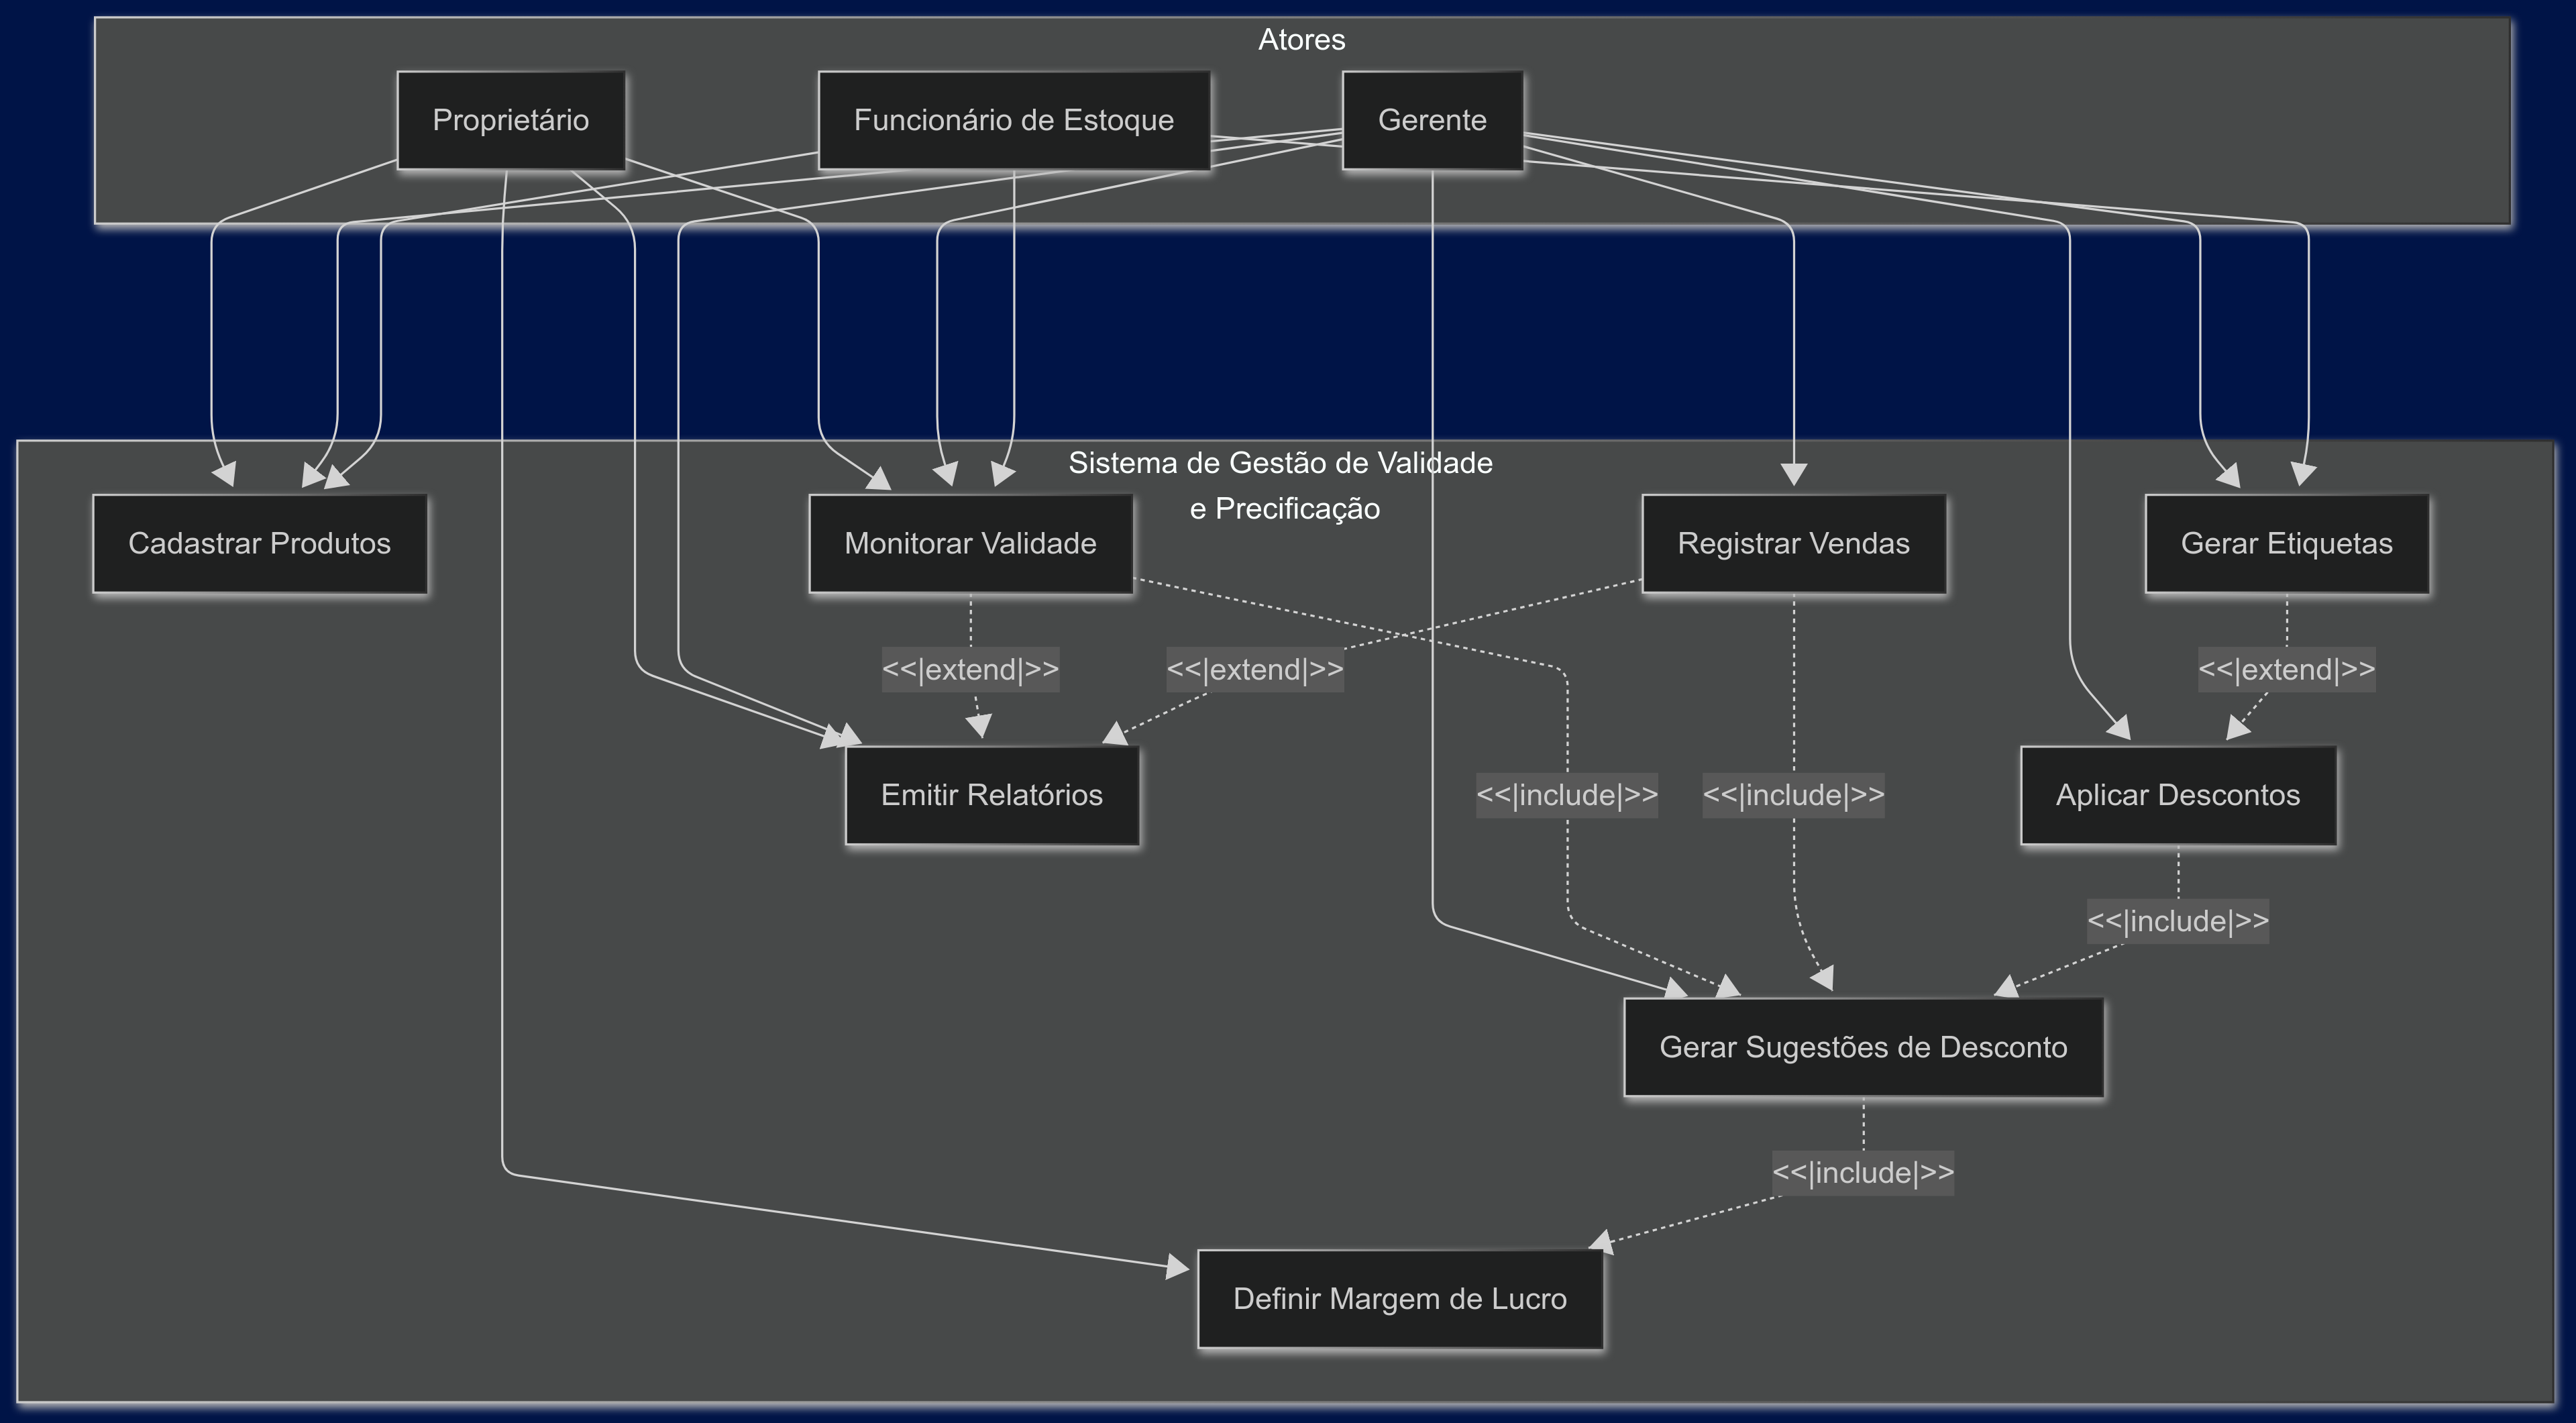 Atores
Proprietário
Funcionário de Estoque
Gerente
Sistema de Gestão de Validade
e Precificação
Cadastrar Produtos
Monitorar Validade
Registrar Vendas
Gerar Etiquetas
<<|extend|>>
<<|extend|>>
<<|extend|>>
Emitir Relatórios
<<|include|>>
<<|include|>>
Aplicar Descontos
<<|include|>>
Gerar Sugestões de Desconto
<<|include|>>
Definir Margem de Lucro